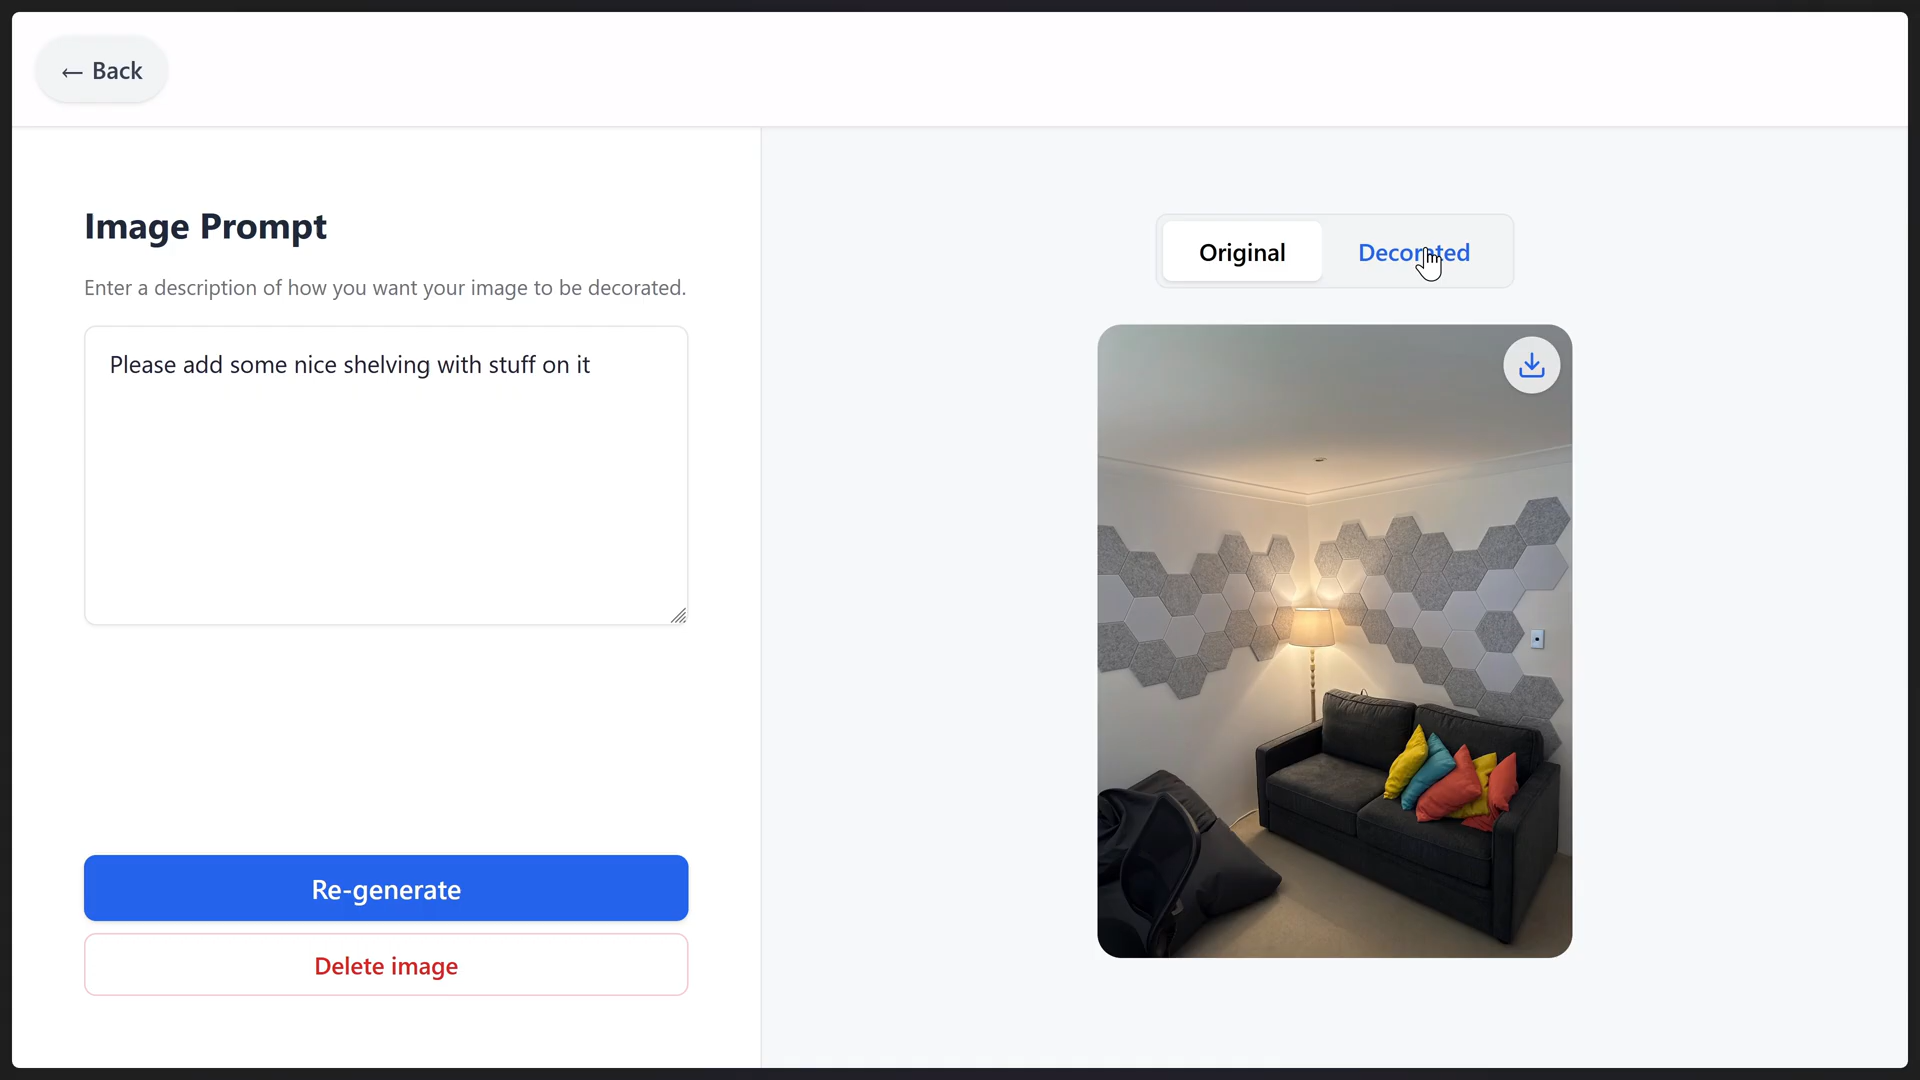 ← Back
Image Prompt
Enter a description of how you want your image to be decorated.
Please add some nice shelving with stuff on it
Re-generate
Delete image
Original
Decorated